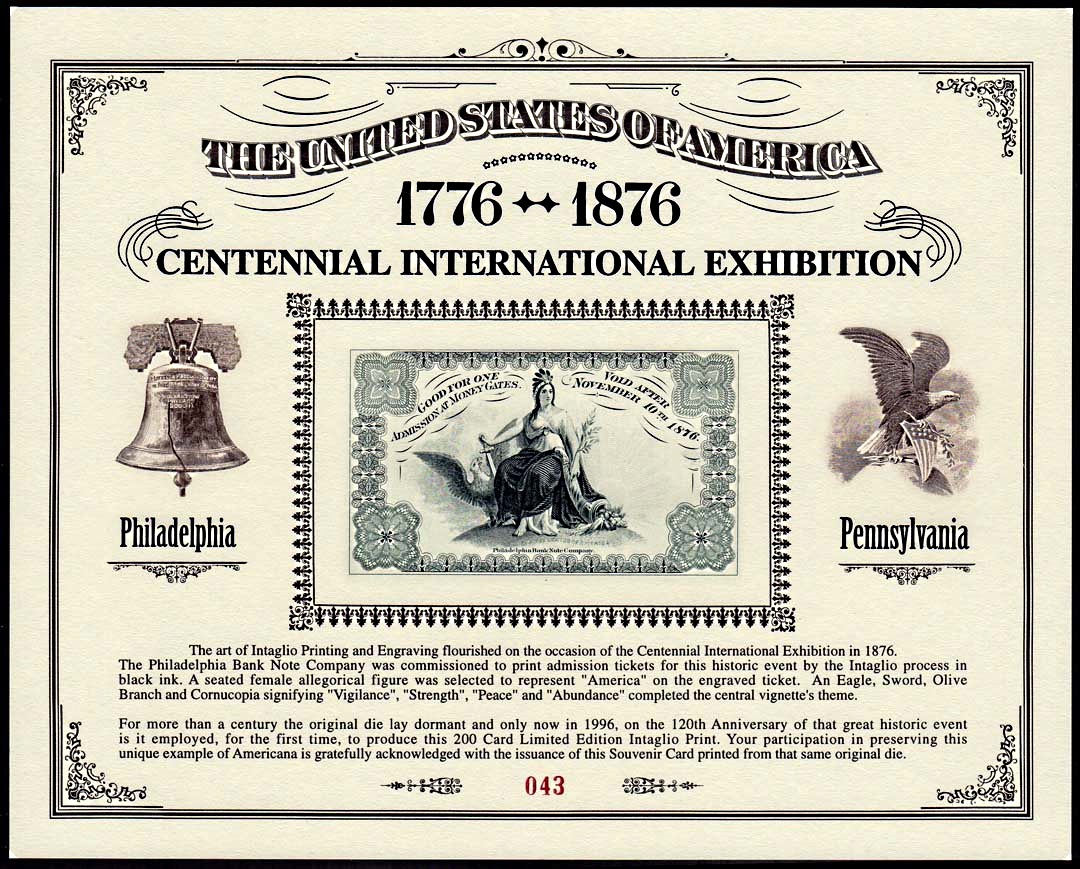 THE UNITED STATES OF AMERICA
1776 1876
CENTENNIAL INTERNATIONAL EXHIBITION
GOOD FOR ONE
ADMISSION AT MONEY GATES.
VOID AFTER
NOVEMBER 10TH 1876.
Philadelphia Bank Note Company.
Philadelphia
Pennsylvania
The art of Intaglio Printing and Engraving flourished on the occasion of the Centennial International Exhibition in 1876.
The Philadelphia Bank Note Company was commissioned to print admission tickets for this historic event by the Intaglio process in
black ink. A seated female allegorical figure was selected to represent "America" on the engraved ticket. An Eagle, Sword, Olive
Branch and Cornucopia signifying "Vigilance", "Strength", "Peace" and "Abundance" completed the central vignette's theme.
For more than a century the original die lay dormant and only now in 1996, on the 120th Anniversary of that great historic event
is it employed, for the first time, to produce this 200 Card Limited Edition Intaglio Print. Your participation in preserving this
unique example of Americana is gratefully acknowledged with the issuance of this Souvenir Card printed from that same original die.
043